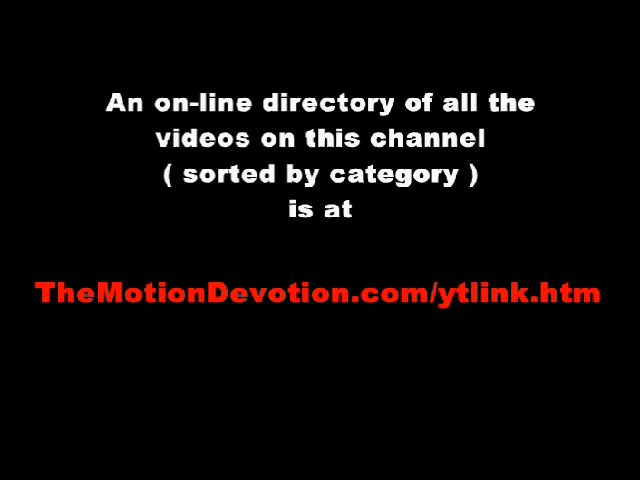 An on-line directory of all the
videos on this channel
( sorted by category )
is at
TheMotionDevotion.com/ytlink.htm